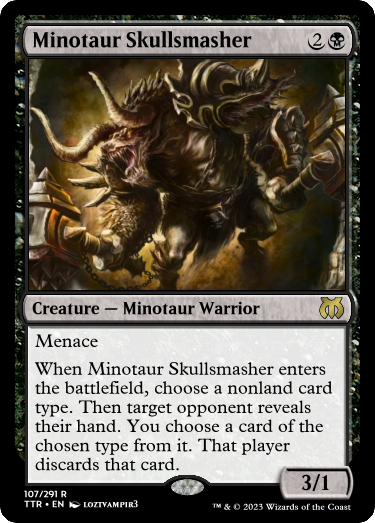 Minotaur Skullsmasher 2
Creature — Minotaur Warrior
Menace
When Minotaur Skullsmasher enters
the battlefield, choose a nonland card
type. Then target opponent reveals
their hand. You choose a card of the
chosen type from it. That player
discards that card.
3/1
107/291 R
TTR • EN LOZTVAMPIR3
™ & © 2023 Wizards of the Coast